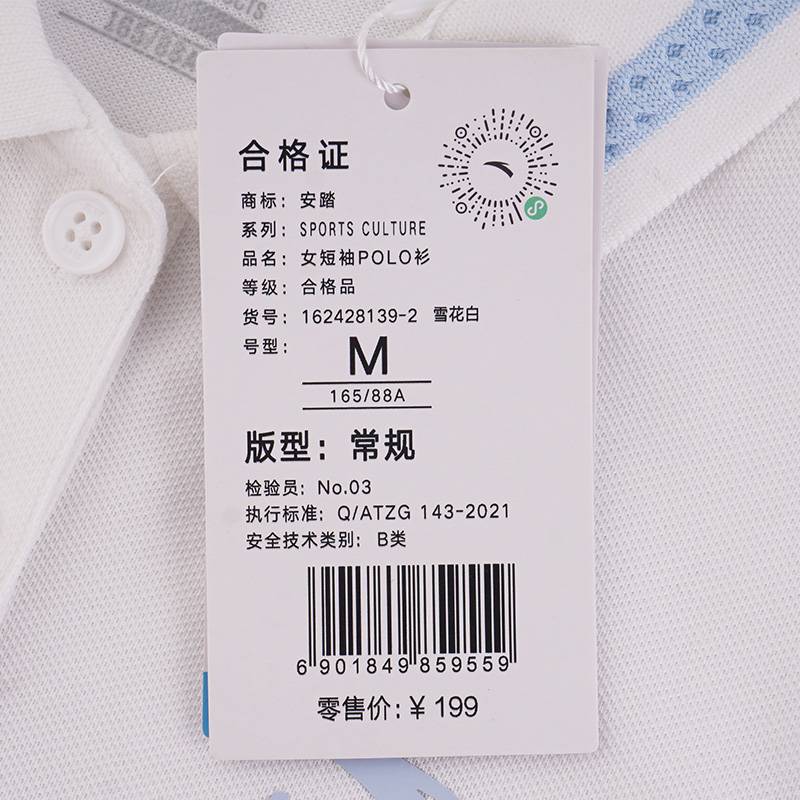 165/88A
合格证
商标：安踏
系列：SPORTS CULTURE
品名：女短袖POLO衫
等级：合格品
货号：162428139-2 雪花白
号型：
M
165/88A
版型：常规
检验员：No.03
执行标准：Q/ATZG 143-2021
安全技术类别：B类
6901849859559
零售价：¥ 199